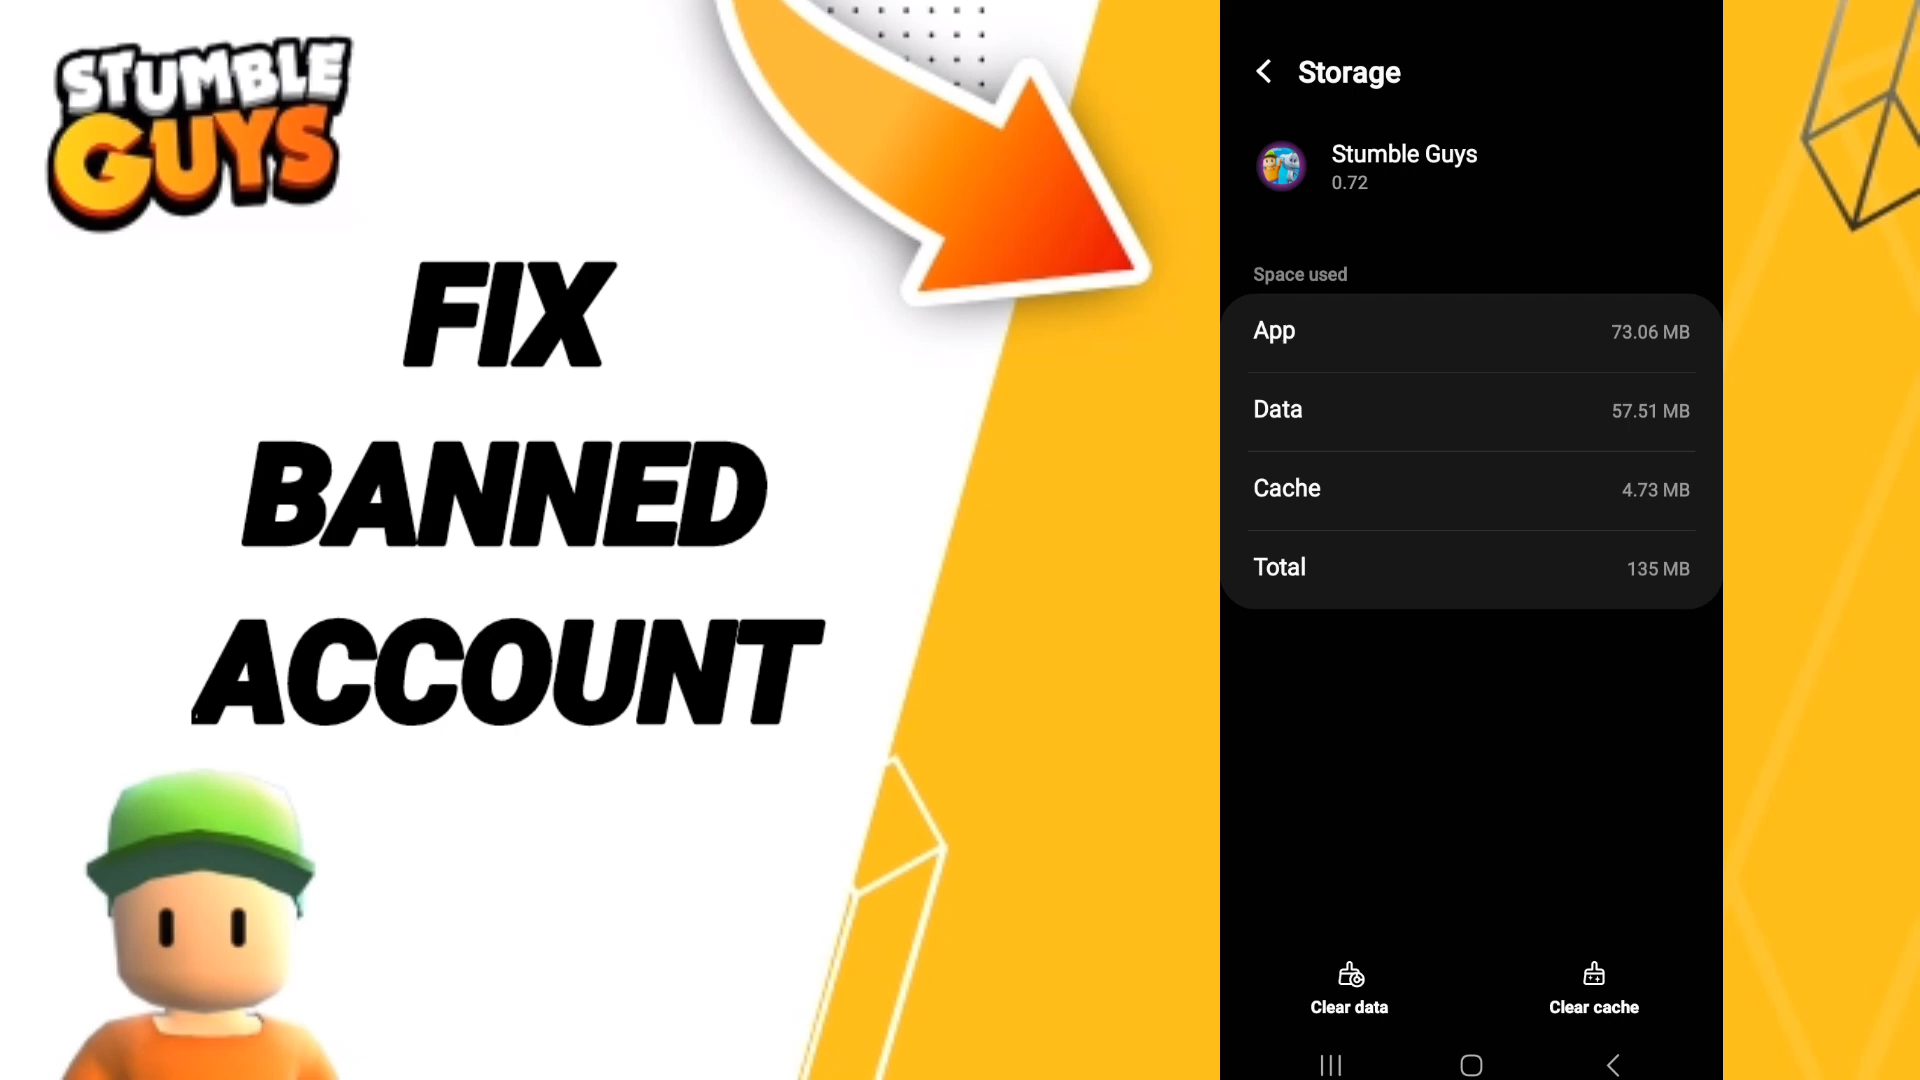 STUMBLE
GUYS
FIX
BANNED
ACCOUNT
Storage
Stumble Guys
0.72
Space used
App 73.06 MB
Data 57.51 MB
Cache 4.73 MB
Total 135 MB
Clear data Clear cache